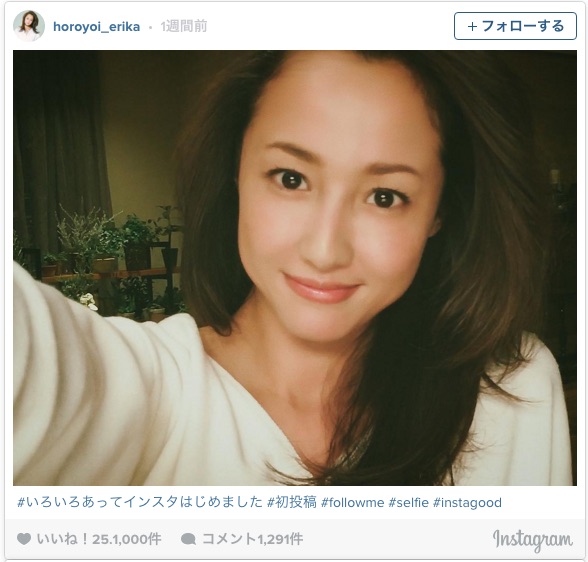 horoyoi_erika • 1週間前
＋フォローする
#いろいろあってインスタはじめました #初投稿 #followme #selfie #instagood
いいね！25.1,000件 コメント1,291件
Instagram